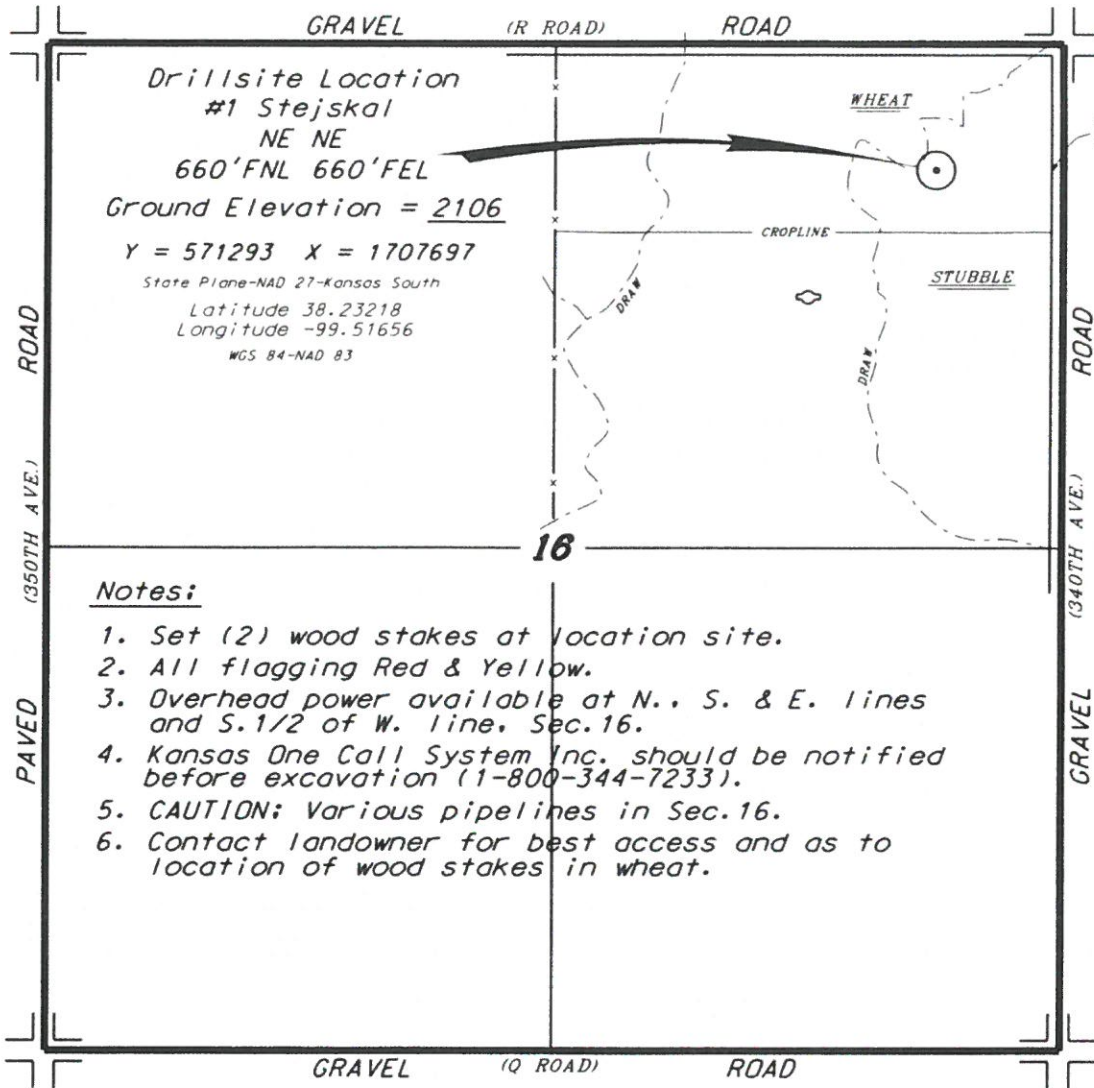 GRAVEL (R ROAD) ROAD
Drillsite Location
#1 Stejskal
NE NE
660'FNL 660'FEL
Ground Elevation = 2106
Y = 571293 X = 1707697
State Plane-NAD 27-Kansas South
Latitude 38.23218
Longitude -99.51656
WGS 84-NAD 83
WHEAT
CROPLINE
STUBBLE
DRAW
DRAW
PAVED (350TH AVE.) ROAD
GRAVEL (340TH AVE.) ROAD
16
Notes:
1. Set (2) wood stakes at location site.
2. All flagging Red & Yellow.
3. Overhead power available at N., S. & E. lines
and S.1/2 of W. line, Sec.16.
4. Kansas One Call System Inc. should be notified
before excavation (1-800-344-7233).
5. CAUTION: Various pipelines in Sec.16.
6. Contact landowner for best access and as to
location of wood stakes in wheat.
GRAVEL (Q ROAD) ROAD